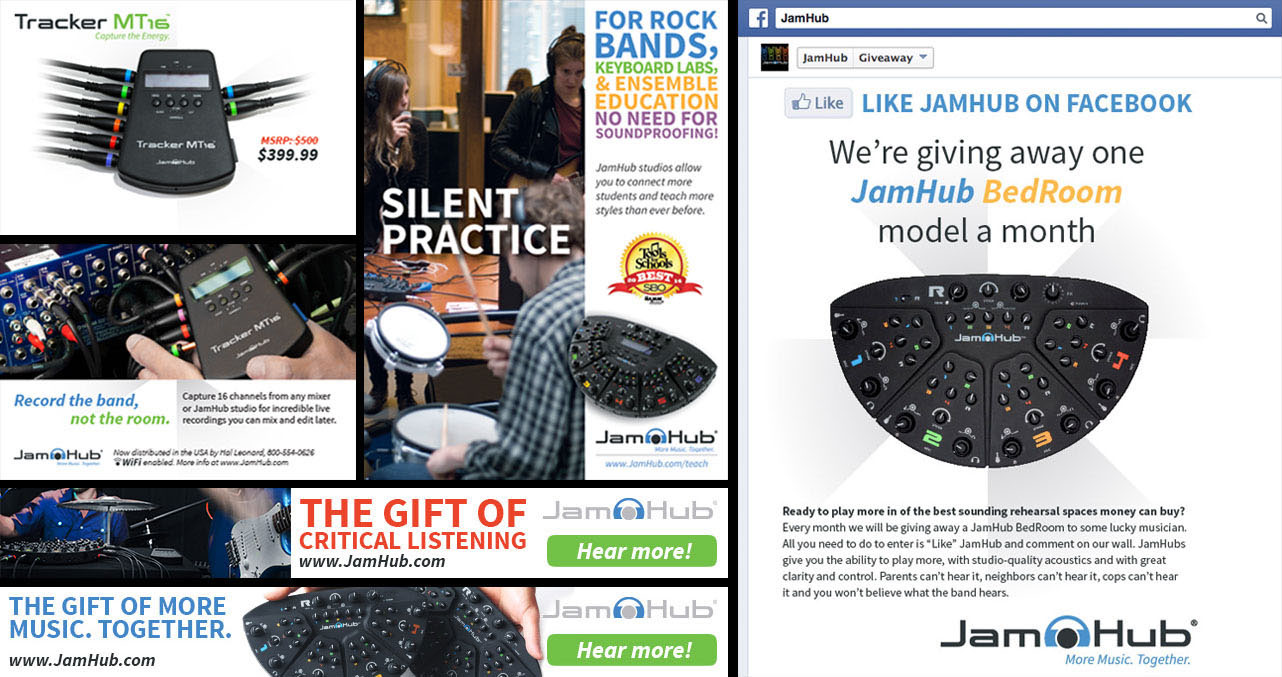 Tracker MT16™
Capture the Energy.
Tracker MT16
JamHub
MSRP: $500
$399.99
Tracker MT16
JamHub
Record the band,
not the room.
Capture 16 channels from any mixer
or JamHub studio for incredible live
recordings you can mix and edit later.
JamHub®
More Music. Together.
Now distributed in the USA by Hal Leonard, 800-554-0626
WiFi enabled. More info at www.JamHub.com
SILENT
PRACTICE
FOR ROCK
BANDS,
KEYBOARD LABS,
& ENSEMBLE
EDUCATION
NO NEED FOR
SOUNDPROOFING!
JamHub studios allow
you to connect more
students and teach more
styles than ever before.
Tools
Schools
BEST
SBO
JamHub®
More Music. Together.
www.JamHub.com/teach
THE GIFT OF
CRITICAL LISTENING
www.JamHub.com
JamHub®
Hear more!
THE GIFT OF MORE
MUSIC. TOGETHER.
www.JamHub.com
R
JamHub
JamHub®
Hear more!
JamHub
JamHub
JamHub Giveaway
Like
LIKE JAMHUB ON FACEBOOK
We’re giving away one
JamHub BedRoom
model a month
R
JamHub™
1
2
3
Ready to play more in of the best sounding rehearsal spaces money can buy?
Every month we will be giving away a JamHub BedRoom to some lucky musician.
All you need to do to enter is “Like” JamHub and comment on our wall. JamHubs
give you the ability to play more, with studio-quality acoustics and with great
clarity and control. Parents can’t hear it, neighbors can’t hear it, cops can’t hear
it and you won’t believe what the band hears.
JamHub®
More Music. Together.